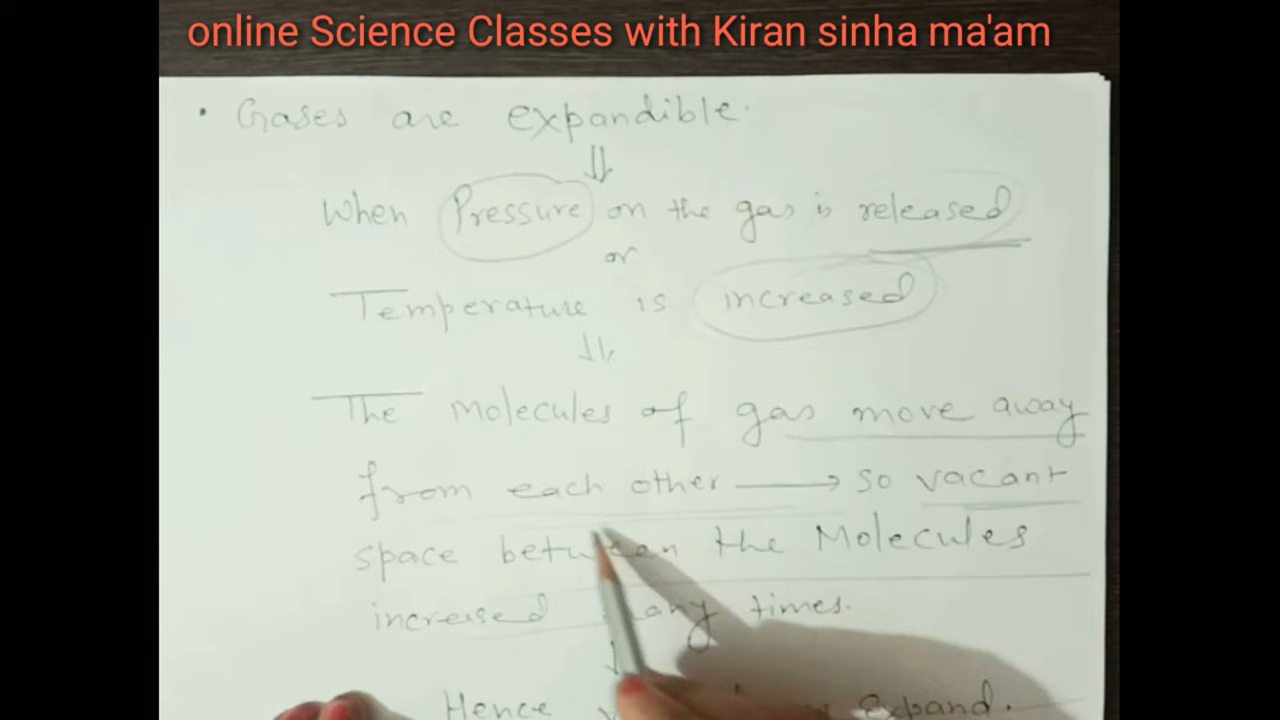 online Science Classes with Kiran sinha ma'am
• Gases are expandible.
⇓
When Pressure on the gas is released
or
Temperature is increased
⇓
The Molecules of gas move away
from each other ⟶ so vacant
space between the Molecules
increased many times.
↓
Hence expand.